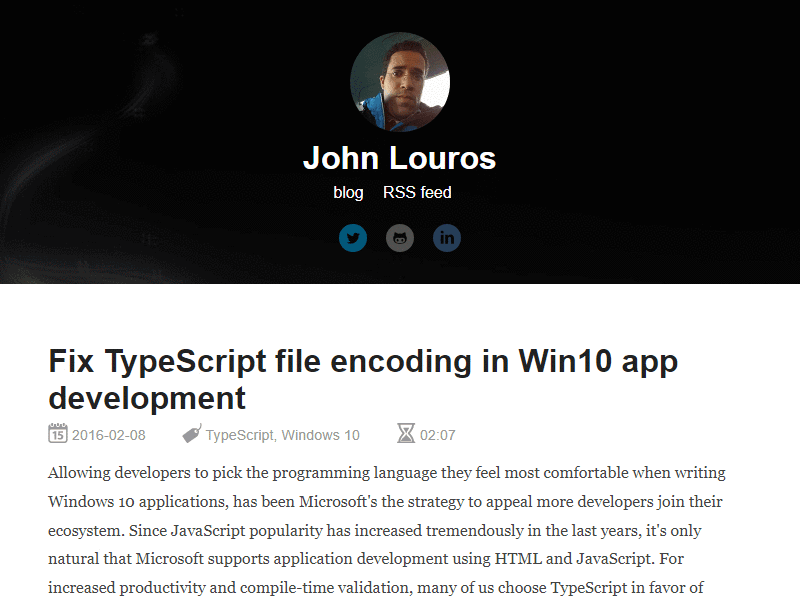 John Louros
blog RSS feed
in
Fix TypeScript file encoding in Win10 app
development
15 2016-02-08 TypeScript, Windows 10 02:07
Allowing developers to pick the programming language they feel most comfortable when writing
Windows 10 applications, has been Microsoft's the strategy to appeal more developers join their
ecosystem. Since JavaScript popularity has increased tremendously in the last years, it's only
natural that Microsoft supports application development using HTML and JavaScript. For
increased productivity and compile-time validation, many of us choose TypeScript in favor of